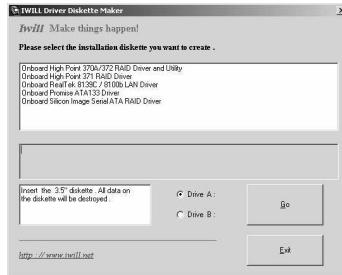 IWILL Driver Diskette Maker
Iwill Make things happen!
Please select the installation diskette you want to create .
Onboard High Point 370A/372 RAID Driver and Utility
Onboard High Point 371 RAID Driver
Onboard RealTek 8139C / 8100b LAN Driver
Onboard Promise ATA133 Driver
Onboard Silicon Image Serial ATA RAID Driver
Insert the 3.5" diskette . All data on
the diskette will be destroyed .
Drive A :
Drive B :
Go
Exit
http : // www.iwill.net